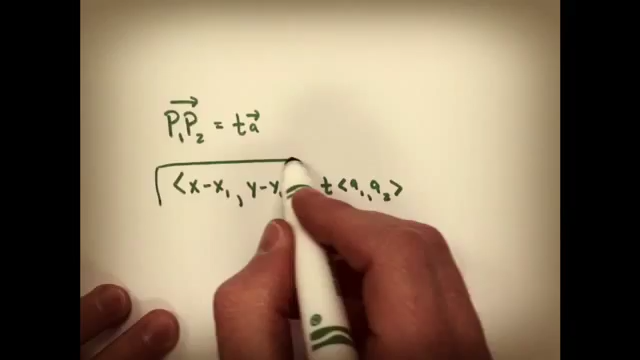 P₁P₂ = ta
<x-x₁, y-y₁ t<a₁, a₂>